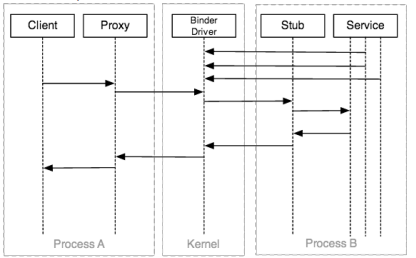 Client
Proxy
Binder
Driver
Stub
Service
Process A
Kernel
Process B